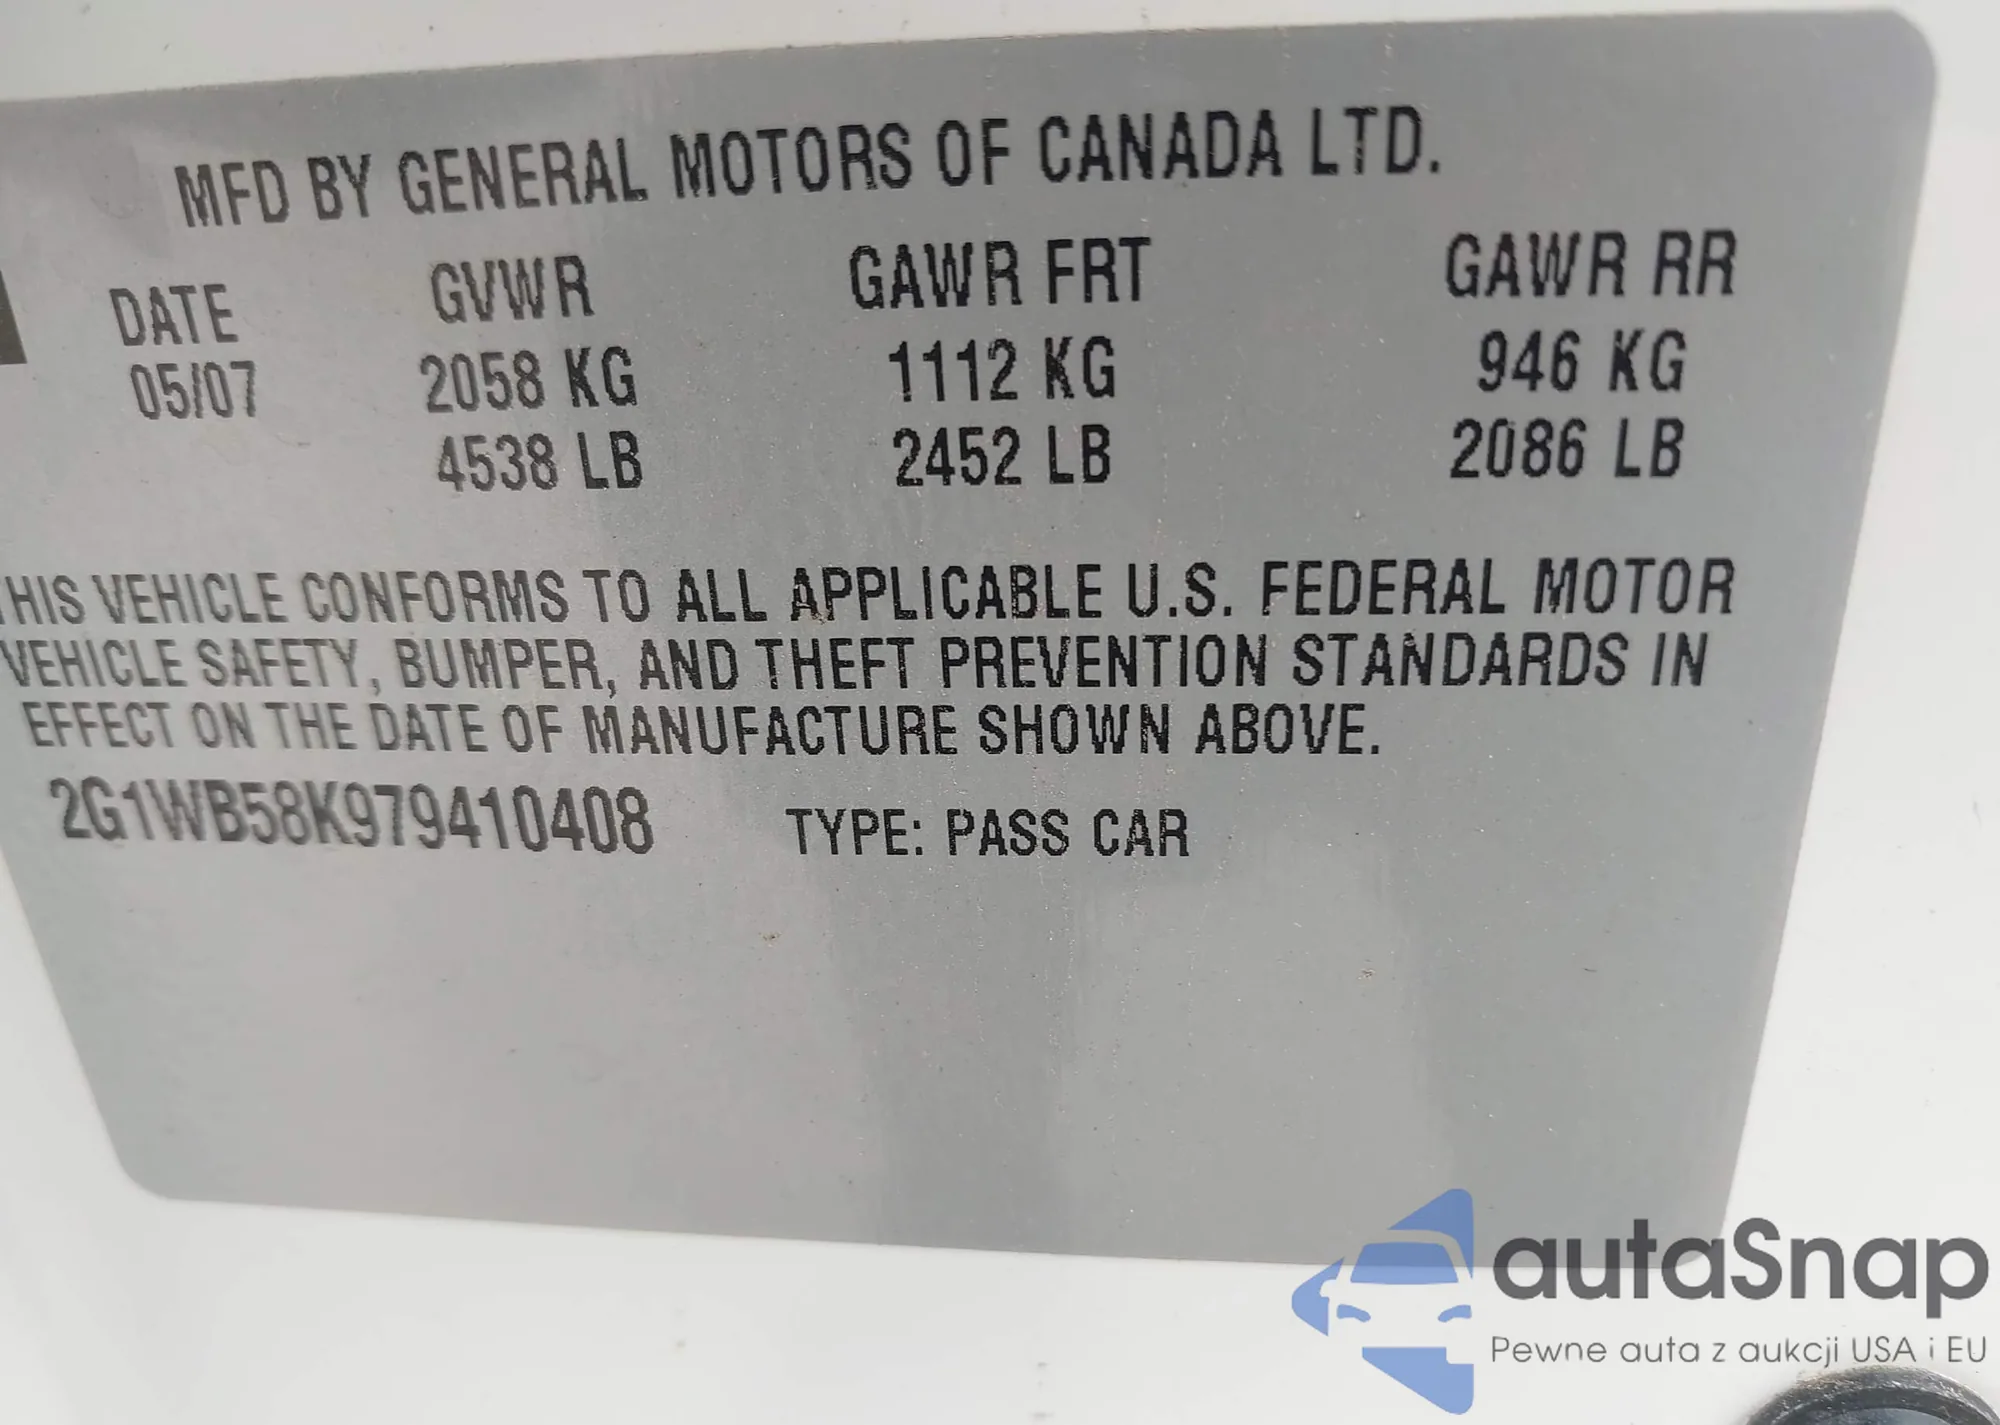 MFD BY GENERAL MOTORS OF CANADA LTD.
DATE GVWR GAWR FRT GAWR RR
05/07 2058 KG 1112 KG 946 KG
4538 LB 2452 LB 2086 LB
THIS VEHICLE CONFORMS TO ALL APPLICABLE U.S. FEDERAL MOTOR
VEHICLE SAFETY, BUMPER, AND THEFT PREVENTION STANDARDS IN
EFFECT ON THE DATE OF MANUFACTURE SHOWN ABOVE.
2G1WB58K979410408 TYPE: PASS CAR
autaSnap
Pewne auta z aukcji USA i EU